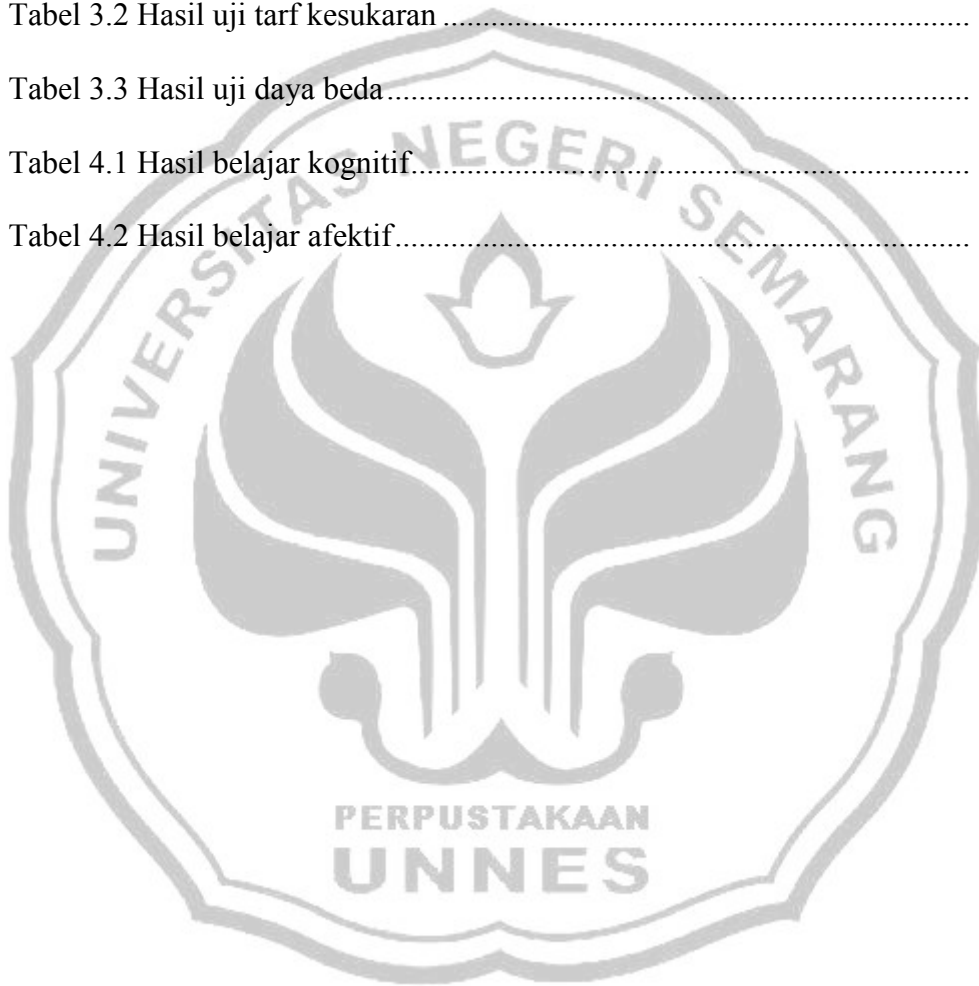 Tabel 3.2 Hasil uji tarf kesukaran ..................................................................
Tabel 3.3 Hasil uji daya beda.........................................................................
Tabel 4.1 Hasil belajar kognitif......................................................................
Tabel 4.2 Hasil belajar afektif........................................................................
UNIVERSITAS NEGERI SEMARANG
PERPUSTAKAAN
UNNES